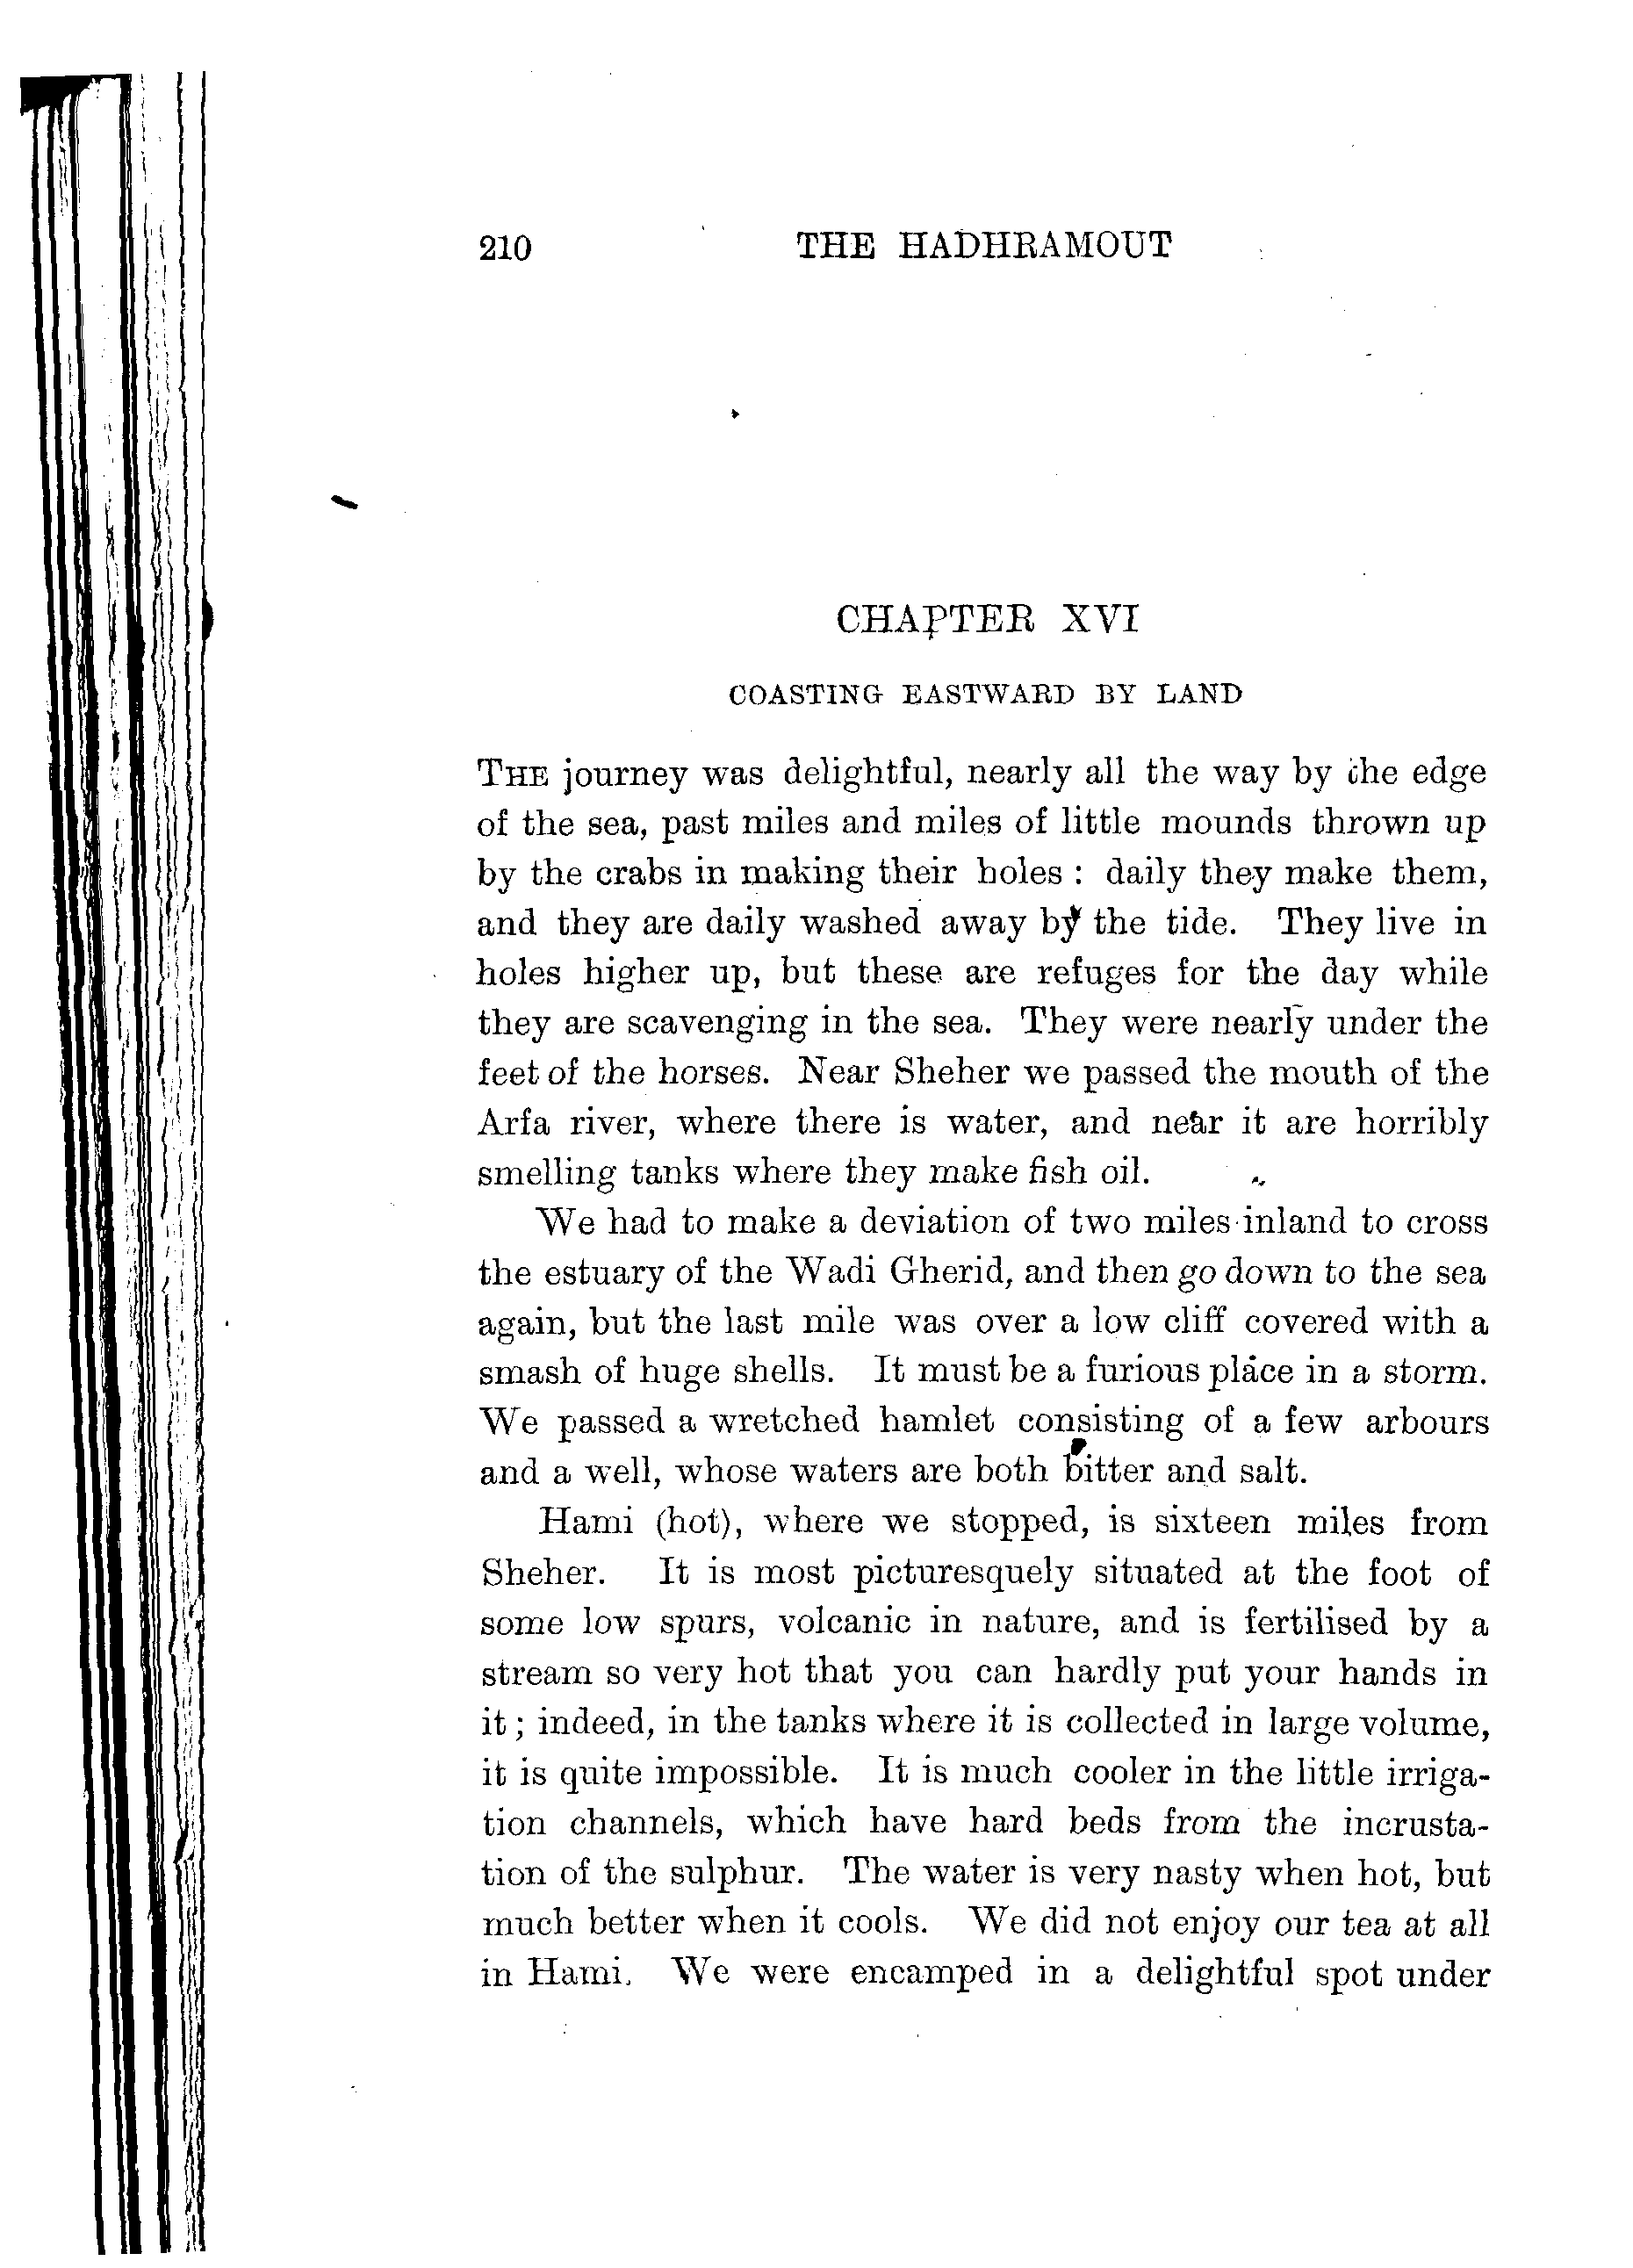 210 THE HADHRAMOUT
CHAPTER XVI
COASTING EASTWARD BY LAND
THE journey was delightful, nearly all the way by the edge
of the sea, past miles and miles of little mounds thrown up
by the crabs in making their holes : daily they make them,
and they are daily washed away by the tide. They live in
holes higher up, but these are refuges for the day while
they are scavenging in the sea. They were nearly under the
feet of the horses. Near Sheher we passed the mouth of the
Arfa river, where there is water, and near it are horribly
smelling tanks where they make fish oil.
We had to make a deviation of two miles inland to cross
the estuary of the Wadi Gherid, and then go down to the sea
again, but the last mile was over a low cliff covered with a
smash of huge shells. It must be a furious place in a storm.
We passed a wretched hamlet consisting of a few arbours
and a well, whose waters are both bitter and salt.
Hami (hot), where we stopped, is sixteen miles from
Sheher. It is most picturesquely situated at the foot of
some low spurs, volcanic in nature, and is fertilised by a
stream so very hot that you can hardly put your hands in
it ; indeed, in the tanks where it is collected in large volume,
it is quite impossible. It is much cooler in the little irriga-
tion channels, which have hard beds from the incrusta-
tion of the sulphur. The water is very nasty when hot, but
much better when it cools. We did not enjoy our tea at all
in Hami. We were encamped in a delightful spot under